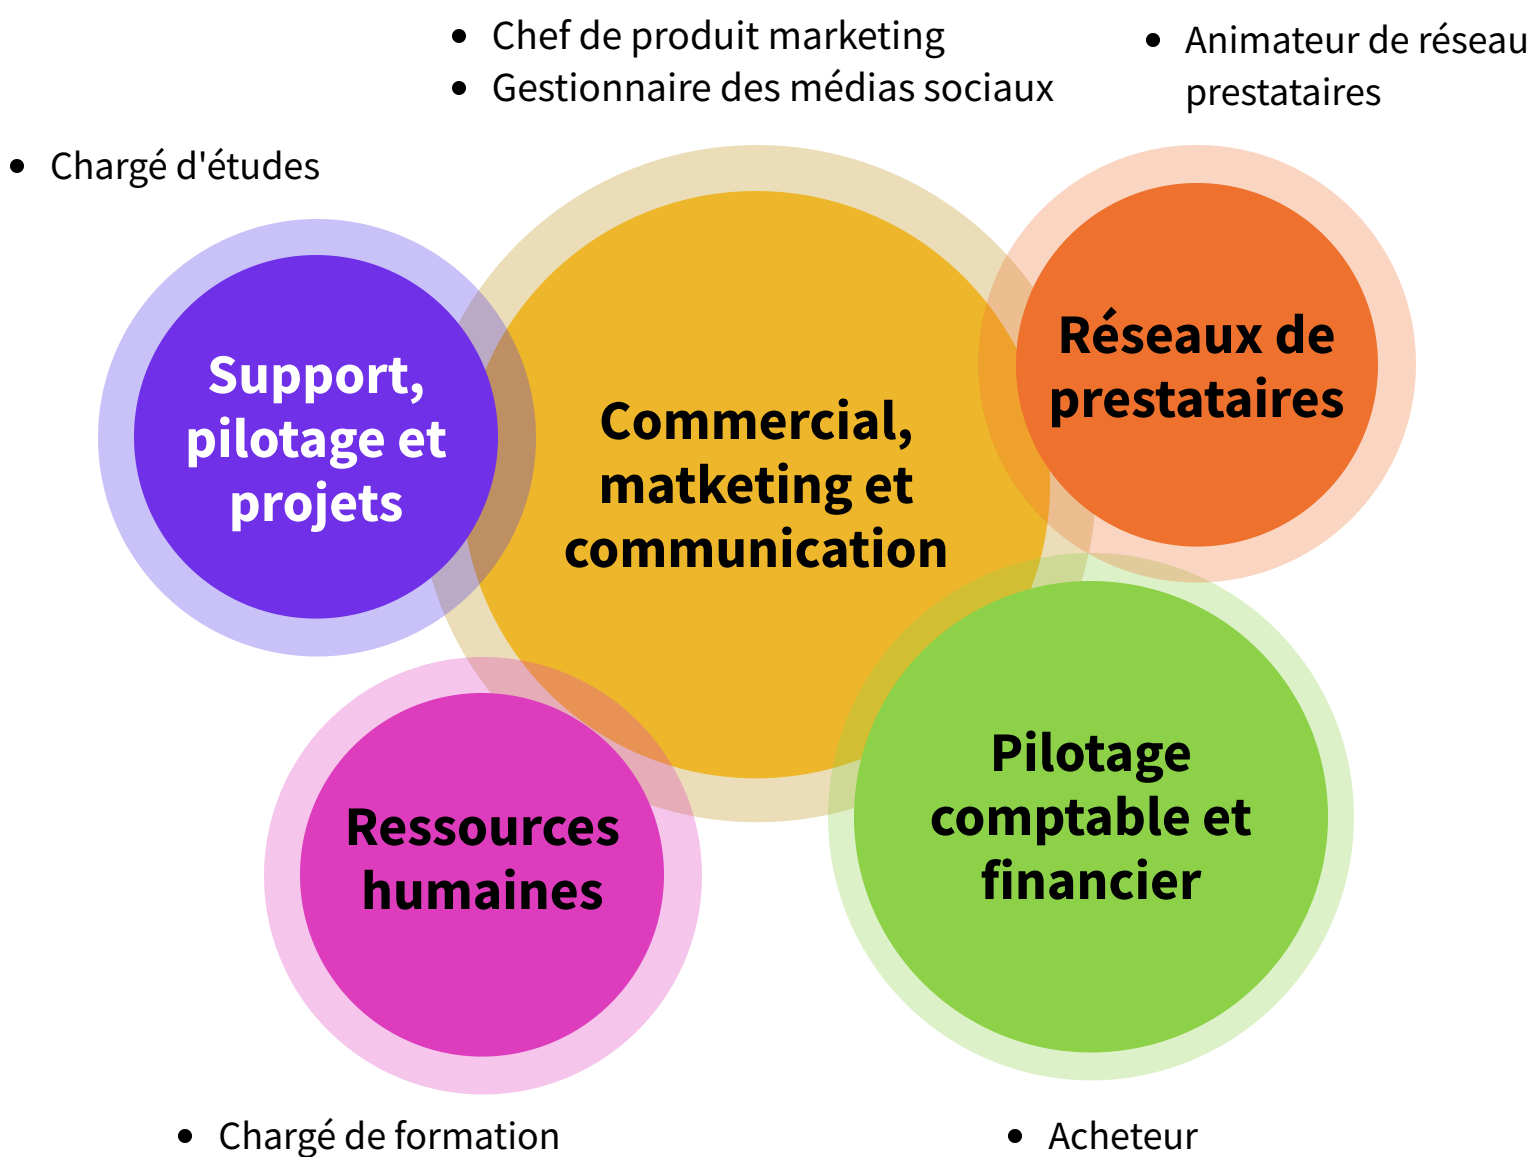 • Chef de produit marketing
• Gestionnaire des médias sociaux
• Animateur de réseau
prestataires
• Chargé d'études
Support,
pilotage et
projets
Commercial,
matketing et
communication
Réseaux de
prestataires
Ressources
humaines
Pilotage
comptable et
financier
• Chargé de formation
• Acheteur